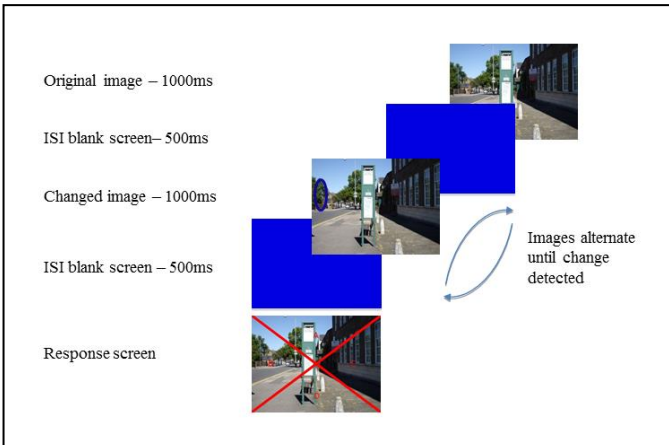 Original image – 1000ms
ISI blank screen– 500ms
Changed image – 1000ms
ISI blank screen – 500ms
Images alternate
until change
detected
Response screen